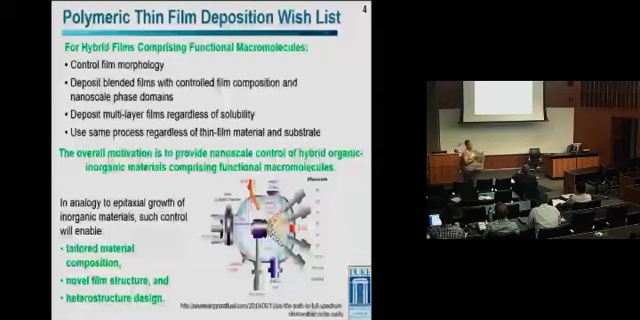 Polymeric Thin Film Deposition Wish List
4
For Hybrid Films Comprising Functional Macromolecules:
• Control film morphology
• Deposit blended films with controlled film composition and
nanoscale phase domains
• Deposit multi-layer films regardless of solubility
• Use same process regardless of thin-film material and substrate
The overall motivation is to provide nanoscale control of hybrid organic-
inorganic materials comprising functional macromolecules.
In analogy to epitaxial growth of
inorganic materials, such control
will enable
• tailored material
composition,
• novel film structure, and
• heterostructure design.
DUKE